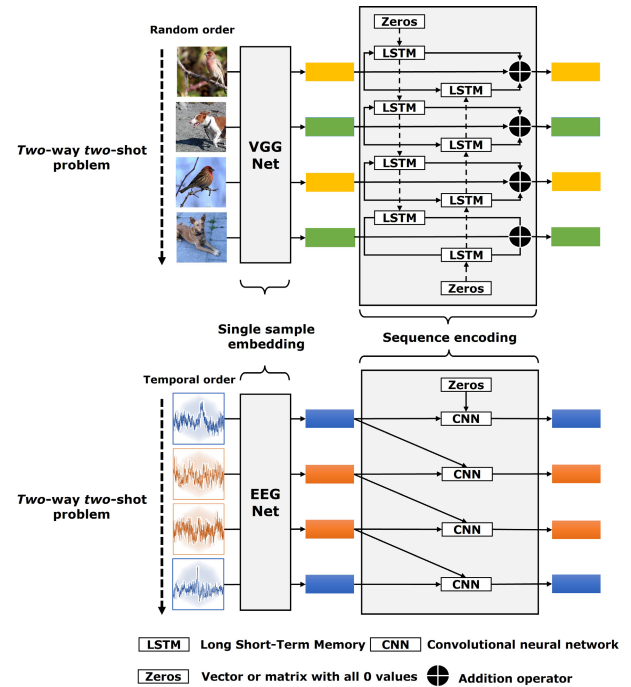 Random order
Zeros
LSTM
LSTM
LSTM
Two-way two-shot
problem
VGG
Net
LSTM
LSTM
LSTM
LSTM
LSTM
Zeros
Single sample
embedding
Sequence encoding
Temporal order
Zeros
CNN
CNN
Two-way two-shot
problem
EEG
Net
CNN
CNN
LSTM Long Short-Term Memory CNN Convolutional neural network
Zeros Vector or matrix with all 0 values Addition operator